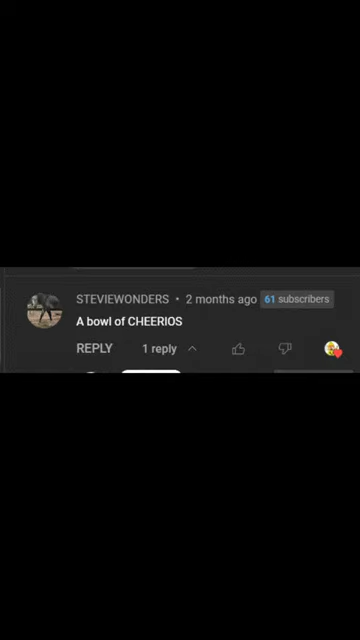 STEVIEWONDERS • 2 months ago 61 subscribers
A bowl of CHEERIOS
REPLY 1 reply